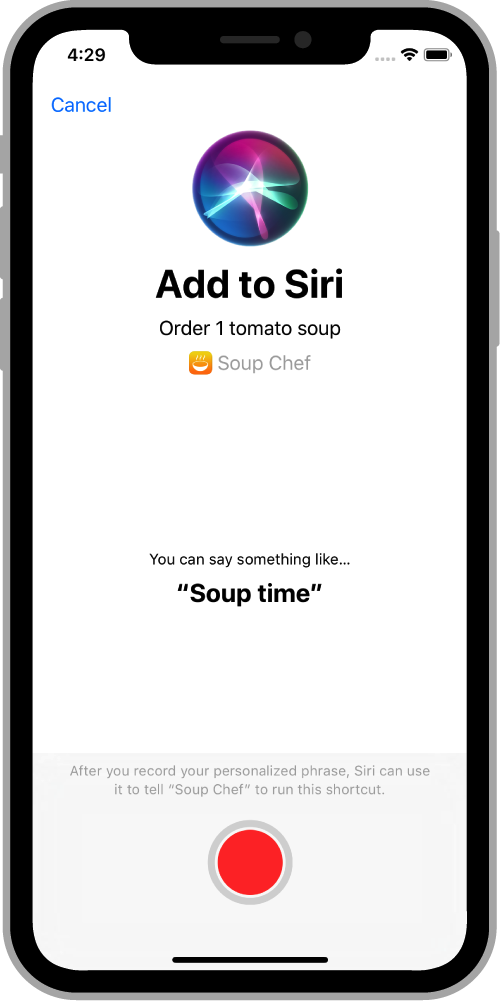 4:29
Cancel
Add to Siri
Order 1 tomato soup
Soup Chef
You can say something like...
“Soup time”
After you record your personalized phrase, Siri can use
it to tell “Soup Chef” to run this shortcut.